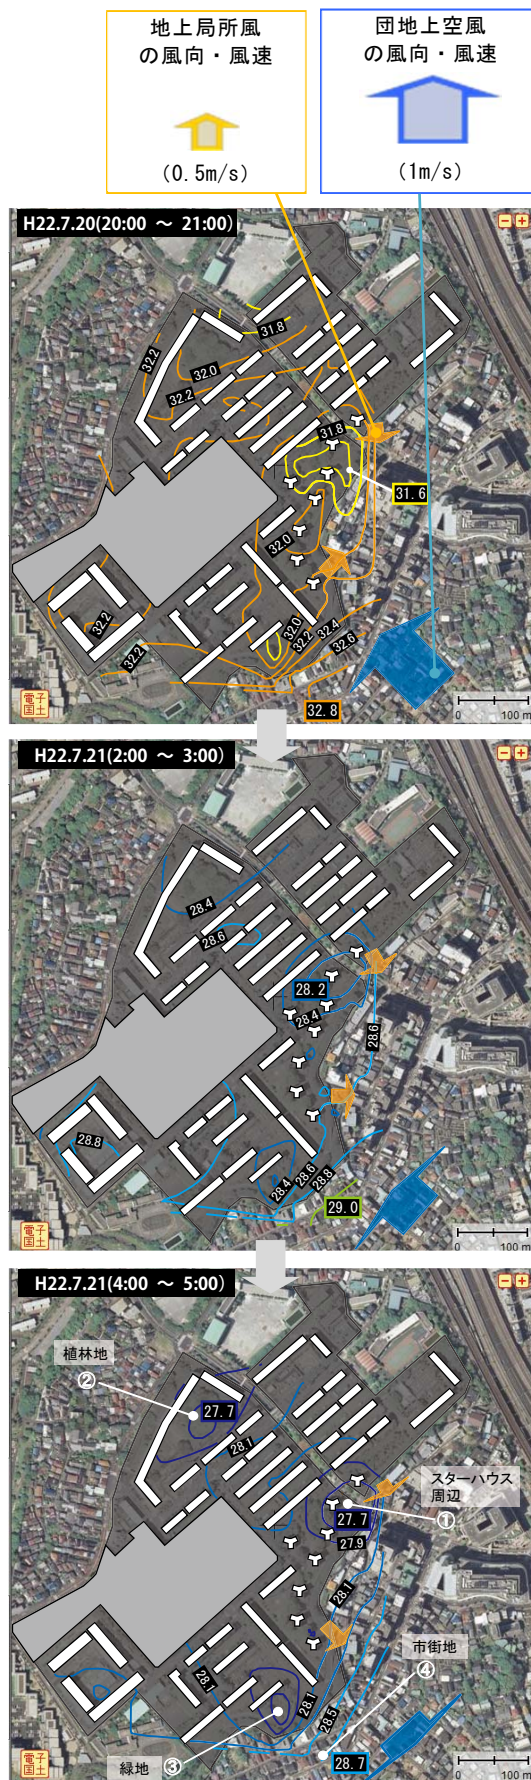 地上局所風
の風向・風速
(0.5m/s)
団地上空風
の風向・風速
(1m/s)
H22.7.20(20:00 ～ 21:00)
31.8
32.2
32.0
32.2
31.8
31.6
32.0
32.2
32.0
32.2
32.4
32.6
32.2
32.8
電子
国土
0
100 m
H22.7.21(2:00 ～ 3:00)
28.4
28.6
28.2
28.4
28.6
28.8
28.6
28.4
28.8
29.0
電子
国土
0
100 m
H22.7.21(4:00 ～ 5:00)
植林地
②
27.7
28.1
スターハウス
周辺
①
27.7
27.9
28.1
市街地
④
28.1
28.1
28.5
緑地
③
28.7
電子
国土
0
100 m